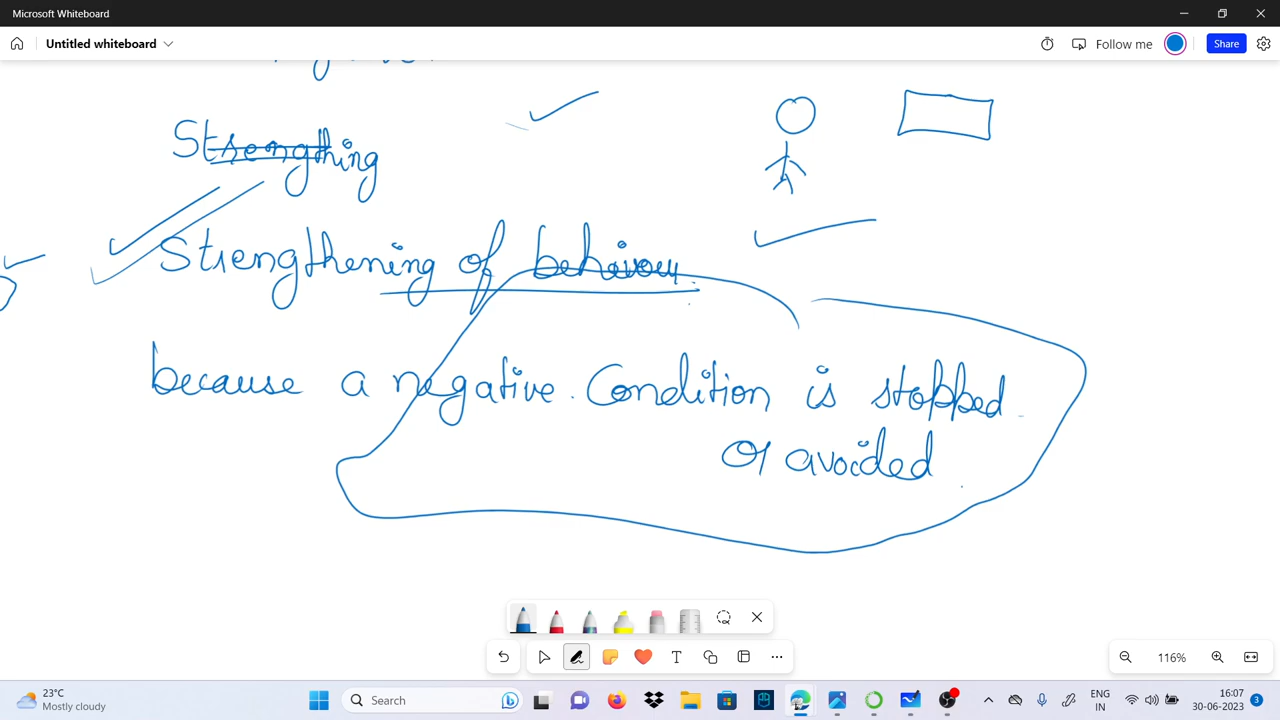 Microsoft Whiteboard
Untitled whiteboard
Follow me
Share
Strengthing
Strengthening of behaviour
because a negative. Condition is stopped
or avoided
116%
23°C
Mostly cloudy
Search
ENG
IN
16:07
30-06-2023
3